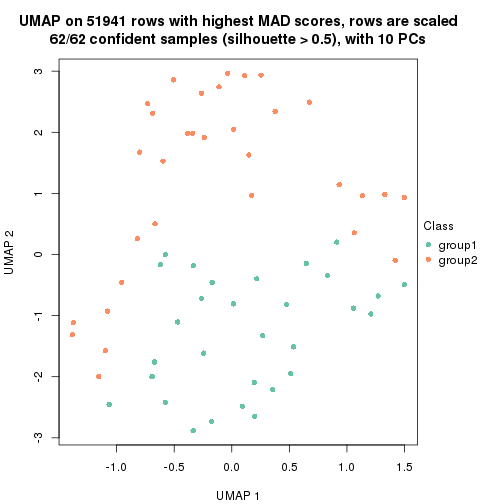 UMAP on 51941 rows with highest MAD scores, rows are scaled
62/62 confident samples (silhouette > 0.5), with 10 PCs
3
2
1
0
-1
-2
-3
UMAP 2
-1.0 -0.5 0.0 0.5 1.0 1.5
UMAP 1
Class
group1
group2